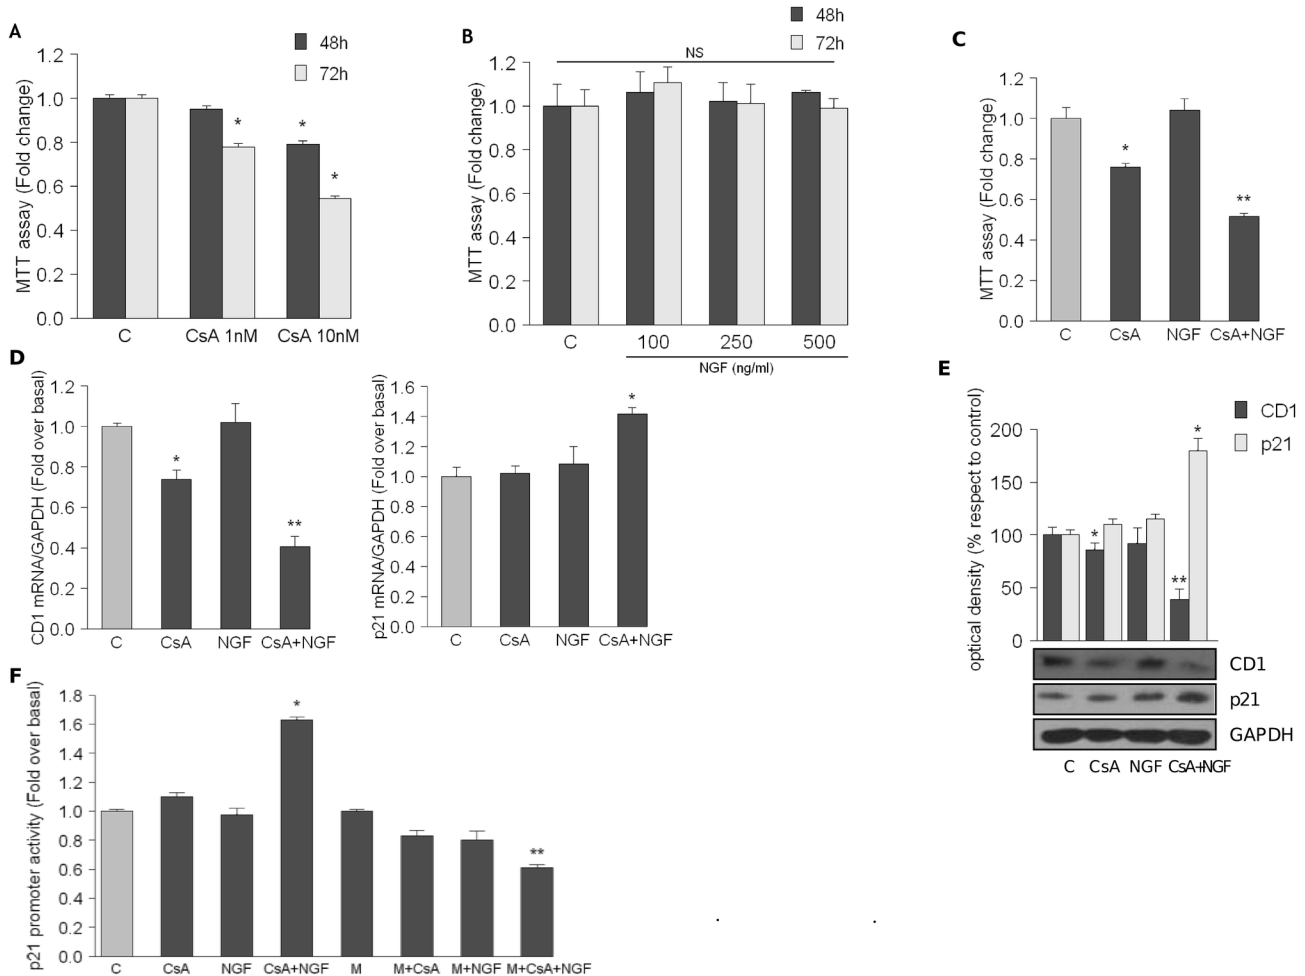 A
48h
72h
MTT assay (Fold change)
1.2
1.0
0.8
0.6
0.4
0.2
0.0
*
*
*
C
CsA 1nM
CsA 10nM
B
48h
72h
NS
MTT assay (Fold change)
1.2
1.0
0.8
0.6
0.4
0.2
0.0
C
100
250
500
NGF (ng/ml)
C
MTT assay (Fold change)
1.2
1.0
0.8
0.6
0.4
0.2
0.0
*
**
C
CsA
NGF
CsA+NGF
D
CD1 mRNA/GAPDH (Fold over basal)
1.2
1.0
0.8
0.6
0.4
0.2
0.0
*
**
C
CsA
NGF
CsA+NGF
p21 mRNA/GAPDH (Fold over basal)
1.6
1.4
1.2
1.0
0.8
0.6
0.4
0.2
0.0
*
C
CsA
NGF
CsA+NGF
E
CD1
p21
optical density (% respect to control)
200
150
100
50
0
*
**
*
CD1
p21
GAPDH
C
CsA
NGF
CsA+NGF
F
p21 promoter activity (Fold over basal)
1.8
1.6
1.4
1.2
1.0
0.8
0.6
0.4
0.2
0.0
*
**
C
CsA
NGF
CsA+NGF
M
M+CsA
M+NGF
M+CsA+NGF